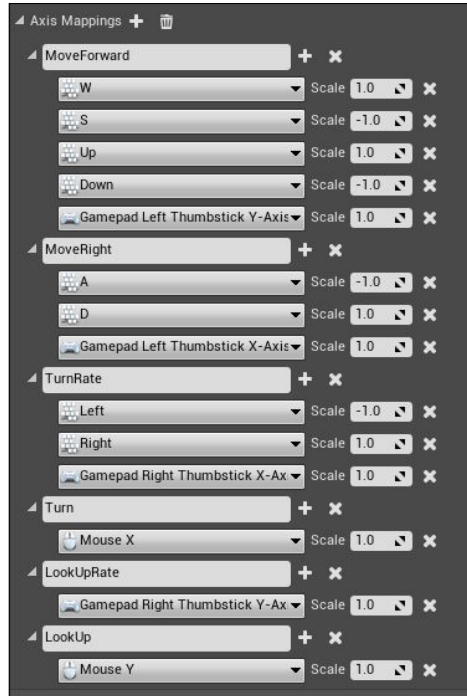 Axis Mappings
MoveForward
W Scale 1.0
S Scale -1.0
Up Scale 1.0
Down Scale -1.0
Gamepad Left Thumbstick Y-Axis Scale 1.0
MoveRight
A Scale -1.0
D Scale 1.0
Gamepad Left Thumbstick X-Axis Scale 1.0
TurnRate
Left Scale -1.0
Right Scale 1.0
Gamepad Right Thumbstick X-Ax Scale 1.0
Turn
Mouse X Scale 1.0
LookUpRate
Gamepad Right Thumbstick Y-Ax Scale 1.0
LookUp
Mouse Y Scale 1.0